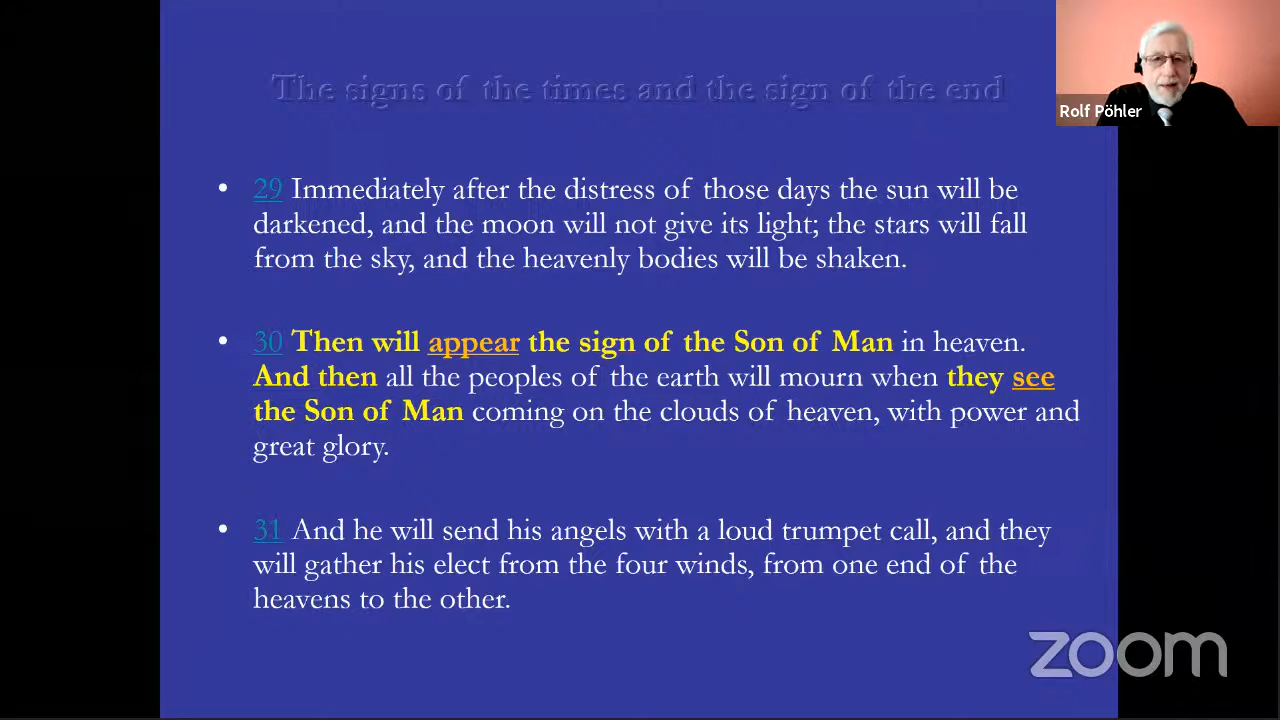 The signs of the times and the sign of the end
Rolf Pöhler
• 29 Immediately after the distress of those days the sun will be
darkened, and the moon will not give its light; the stars will fall
from the sky, and the heavenly bodies will be shaken.
• 30 Then will appear the sign of the Son of Man in heaven.
And then all the peoples of the earth will mourn when they see
the Son of Man coming on the clouds of heaven, with power and
great glory.
• 31 And he will send his angels with a loud trumpet call, and they
will gather his elect from the four winds, from one end of the
heavens to the other.
zoom